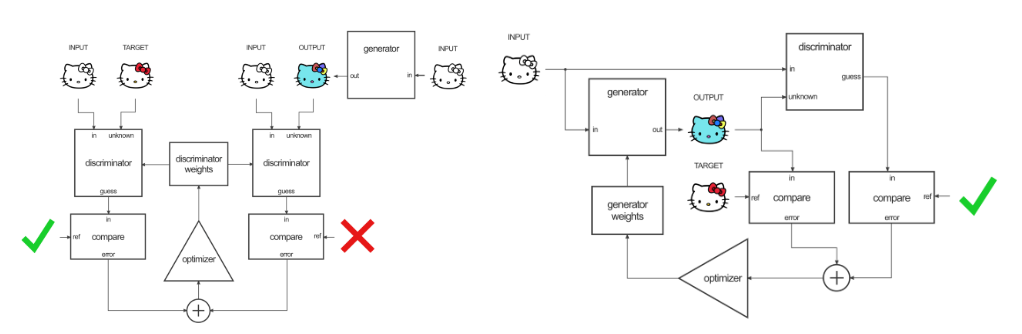 INPUT
TARGET
INPUT
OUTPUT
generator
out
in
INPUT
in
unknown
discriminator
guess
discriminator
weights
in
unknown
discriminator
guess
in
ref
compare
error
in
ref
compare
error
optimizer
INPUT
discriminator
in
guess
unknown
generator
in
out
OUTPUT
TARGET
in
ref
compare
error
in
ref
compare
error
generator
weights
optimizer